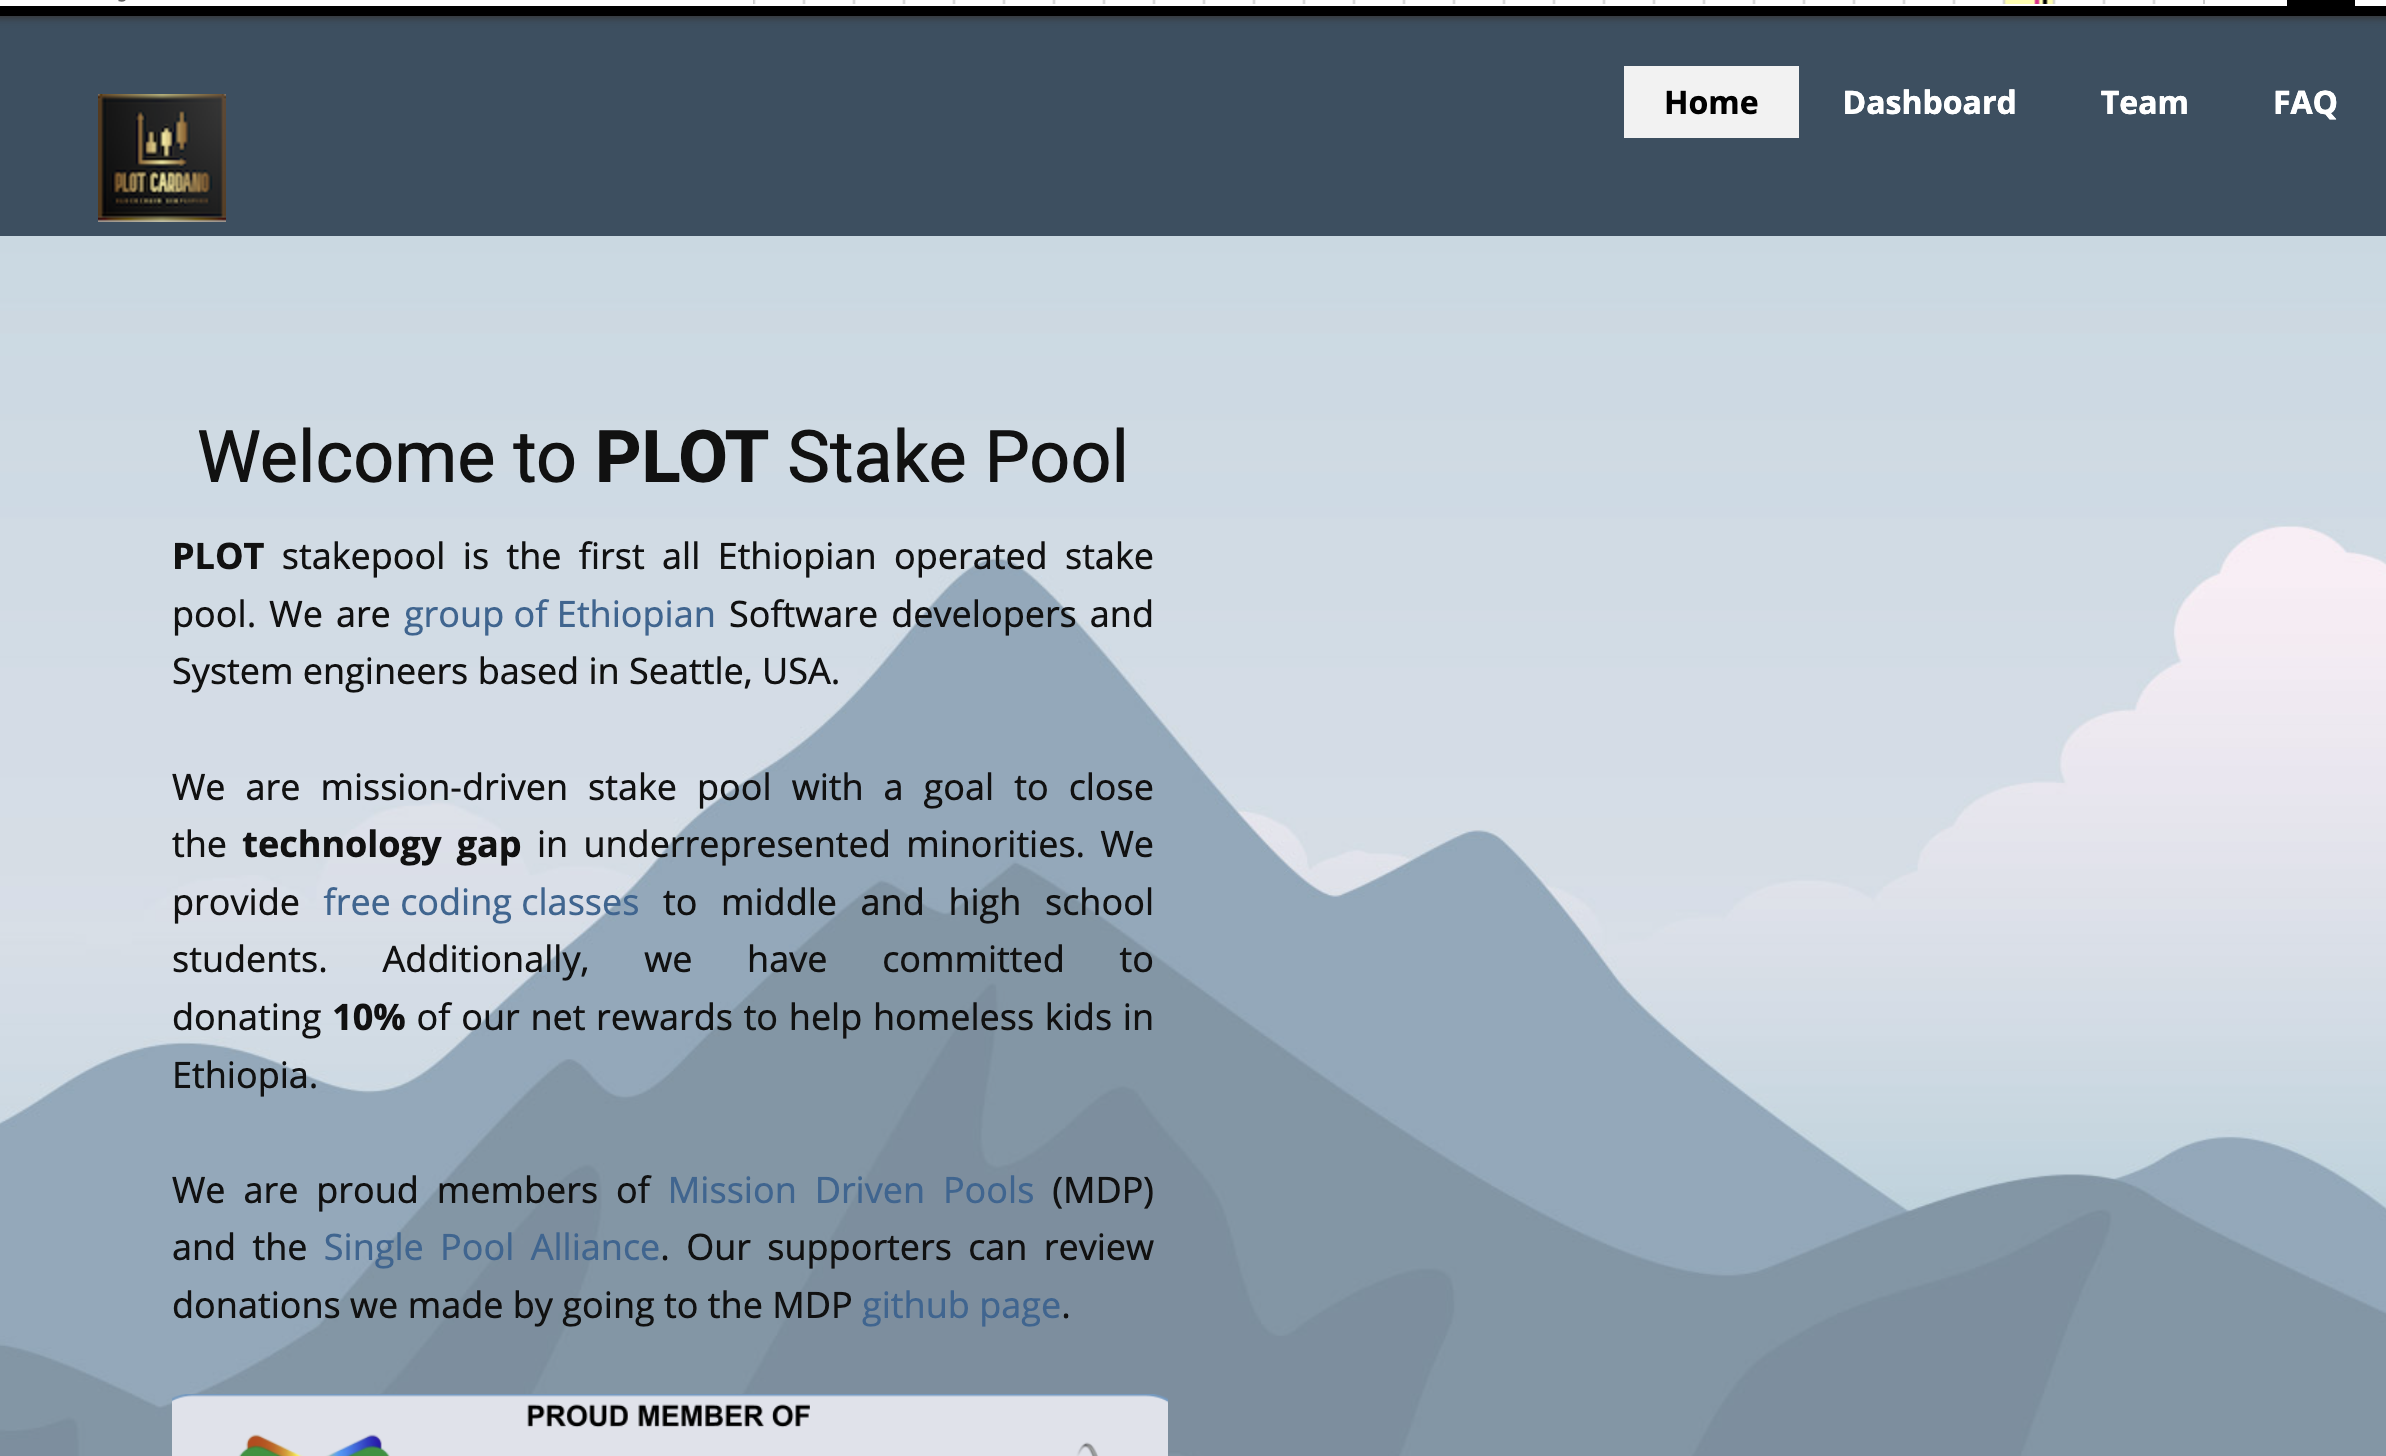 PLOT CARDANO
Home
Dashboard
Team
FAQ
Welcome to PLOT Stake Pool
PLOT stakepool is the first all Ethiopian operated stake
pool. We are group of Ethiopian Software developers and
System engineers based in Seattle, USA.
We are mission-driven stake pool with a goal to close
the technology gap in underrepresented minorities. We
provide free coding classes to middle and high school
students. Additionally, we have committed to
donating 10% of our net rewards to help homeless kids in
Ethiopia.
We are proud members of Mission Driven Pools (MDP)
and the Single Pool Alliance. Our supporters can review
donations we made by going to the MDP github page.
PROUD MEMBER OF